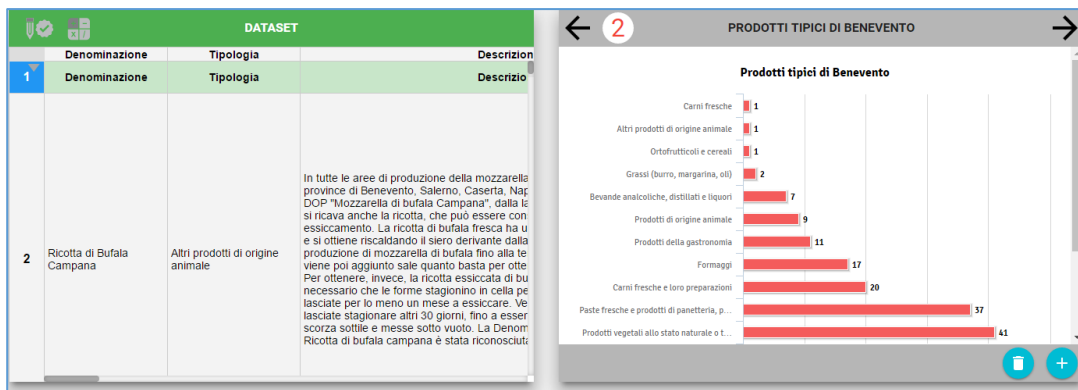 DATASET
Denominazione Tipologia Descrizion
1 Denominazione Tipologia Descrizio
2 Ricotta di Bufala
Campana
Altri prodotti di origine
animale
In tutte le aree di produzione della mozzarella
province di Benevento, Salerno, Caserta, Nap
DOP "Mozzarella di bufala Campana", dalla la
si ricava anche la ricotta, che può essere con
essiccamento. La ricotta di bufala fresca ha u
e si ottiene riscaldando il siero derivante dalla
produzione di mozzarella di bufala fino alla te
viene poi aggiunto sale quanto basta per otte
Per ottenere, invece, la ricotta essiccata di bu
necessario che le forme stagionino in cella pe
lasciate per lo meno un mese a essiccare. Ve
lasciate stagionare altri 30 giorni, fino a esser
scorza sottile e messe sotto vuoto. La Denom
Ricotta di bufala campana è stata riconosciuta
2 PRODOTTI TIPICI DI BENEVENTO
Prodotti tipici di Benevento
Carni fresche 1
Altri prodotti di origine animale 1
Ortofrutticoli e cereali 1
Grassi (burro, margarina, oli) 2
Bevande analcoliche, distillati e liquori 7
Prodotti di origine animale 9
Prodotti della gastronomia 11
Formaggi 17
Carni fresche e loro preparazioni 20
Paste fresche e prodotti di panetteria, p... 37
Prodotti vegetali allo stato naturale o t... 41